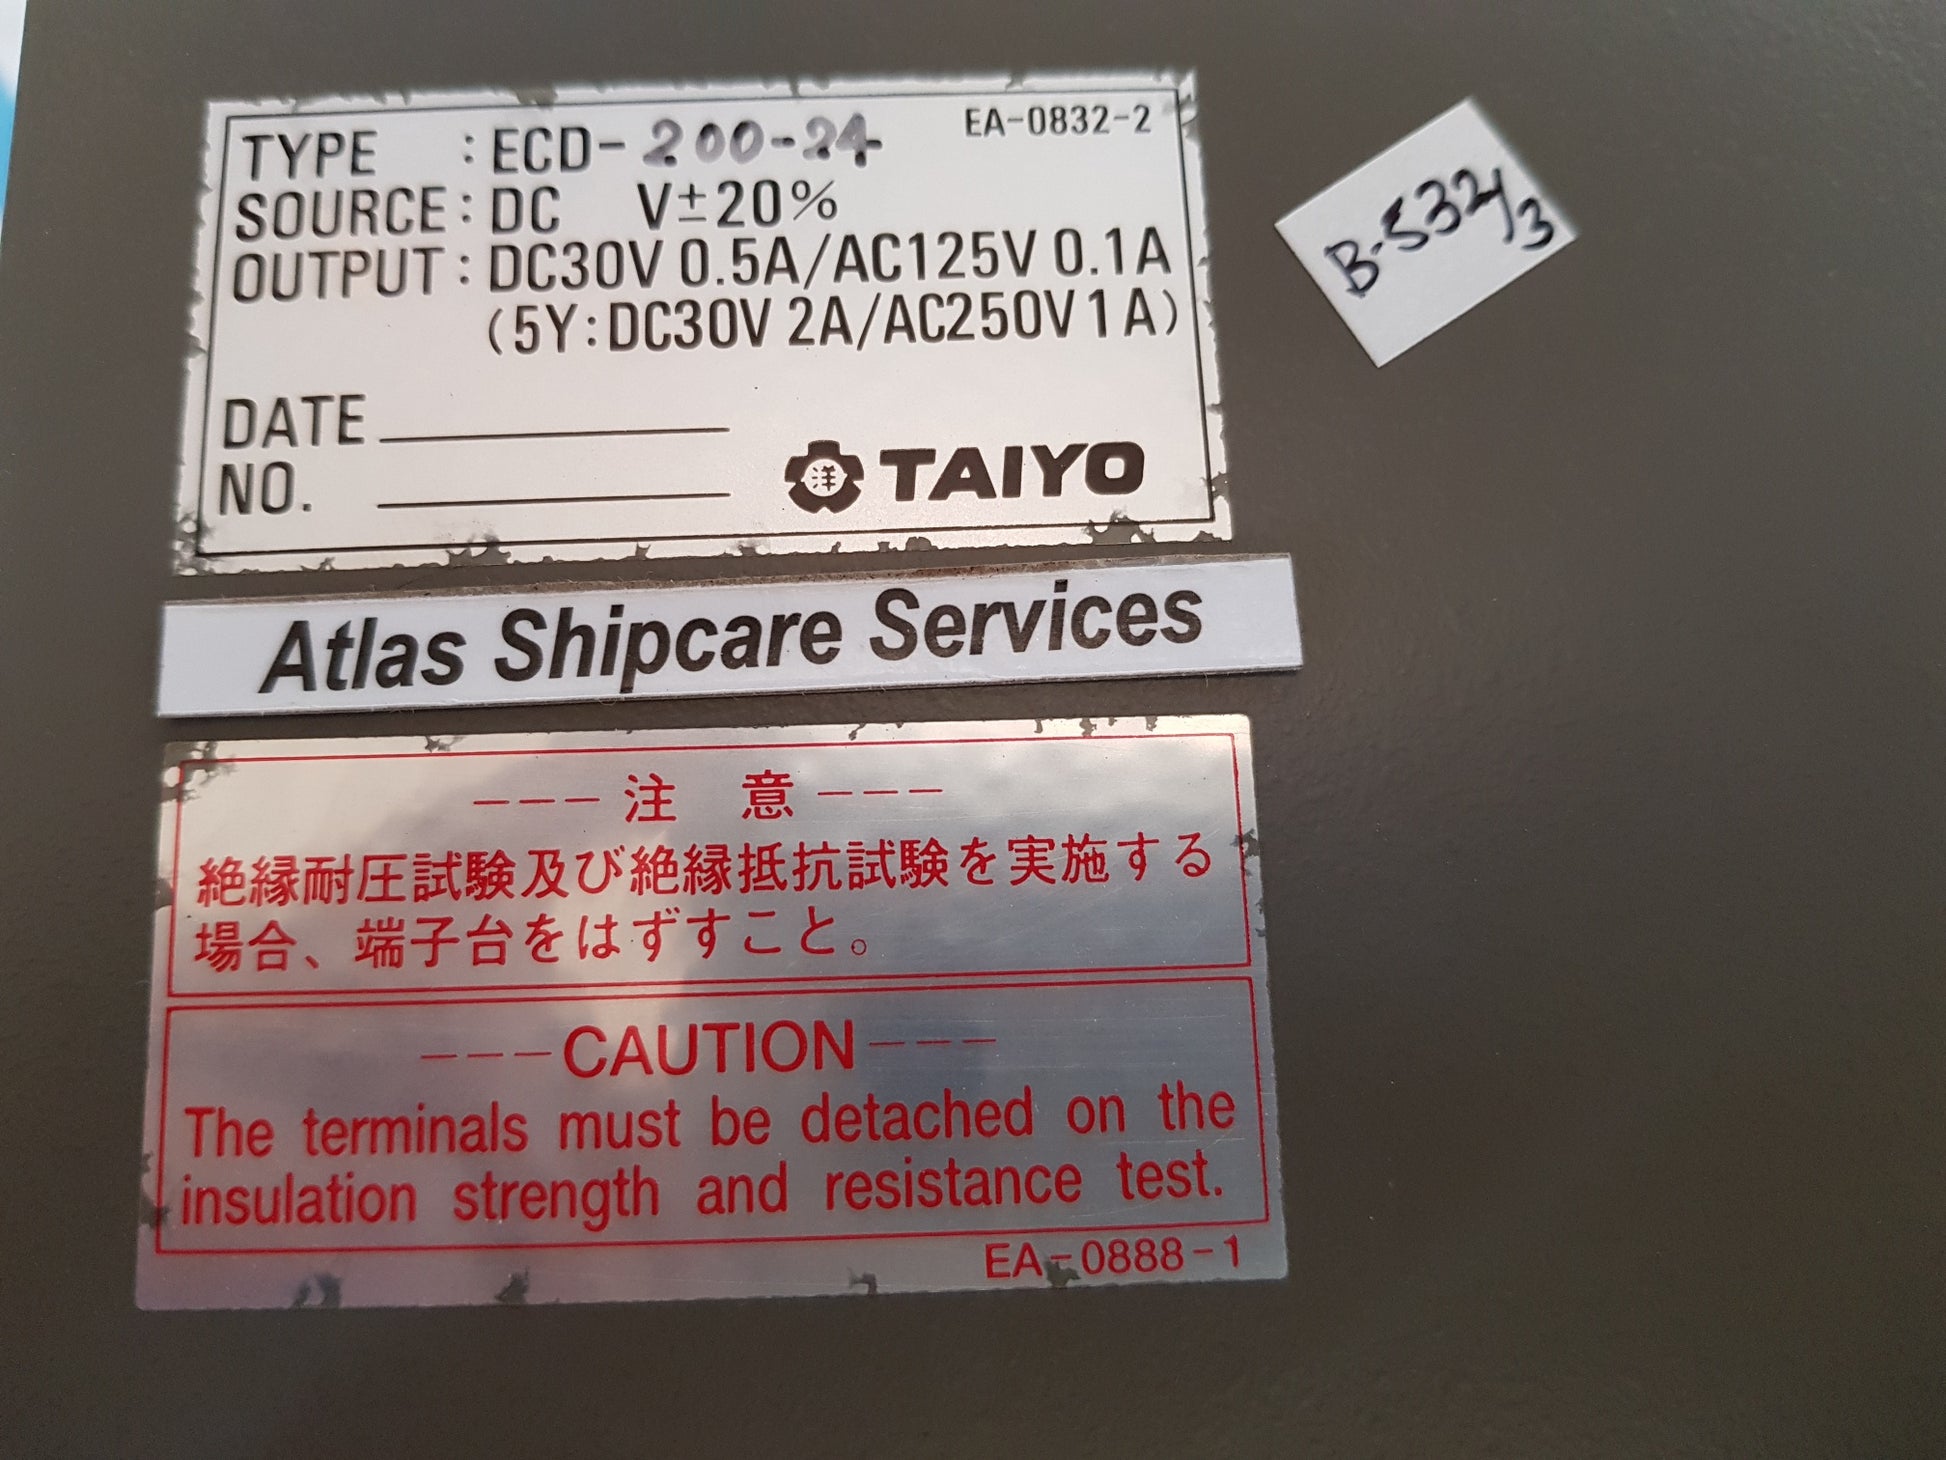 TYPE : ECD-200-24
EA-0832-2
SOURCE : DC V±20%
OUTPUT : DC30V 0.5A/AC125V 0.1A
(5Y:DC30V 2A/AC250V 1A)
DATE
NO.
洋 TAIYO
B-532/3
Atlas Shipcare Services
---注 意---
絶縁耐圧試験及び絶縁抵抗試験を実施する
場合、端子台をはずすこと。
---CAUTION---
The terminals must be detached on the
insulation strength and resistance test.
EA-0888-1